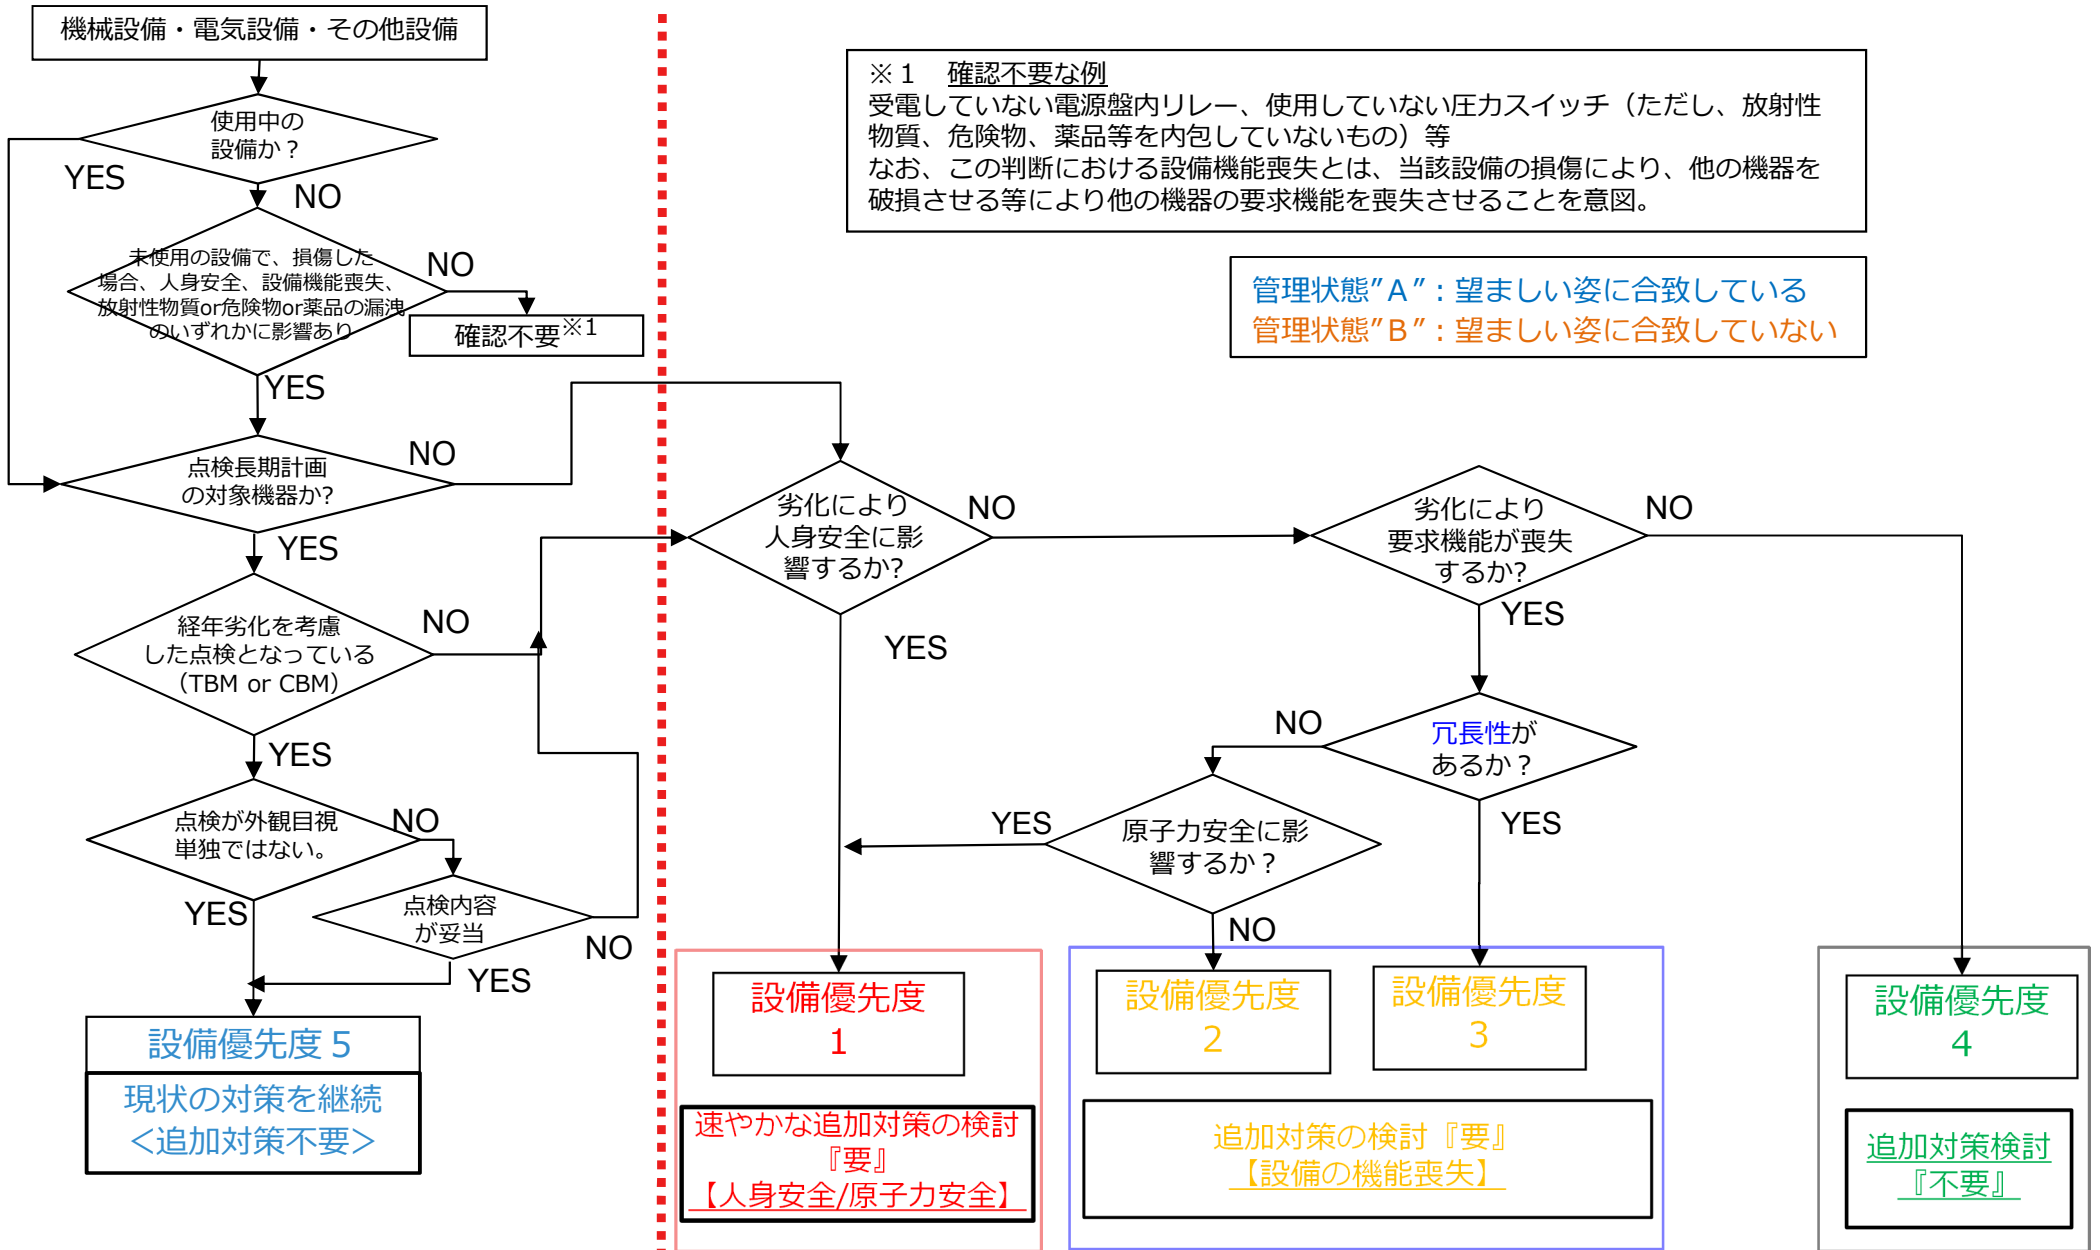 機械設備・電気設備・その他設備
使用中の
設備か？
YES
NO
未使用の設備で、損傷した
場合、人身安全、設備機能喪失、
放射性物質or危険物or薬品の漏洩
のいずれかに影響あり
NO
確認不要※1
YES
点検長期計画
の対象機器か?
NO
YES
経年劣化を考慮
した点検となっている
（TBM or CBM）
NO
YES
点検が外観目視
単独ではない。
NO
YES
点検内容
が妥当
NO
YES
設備優先度５
現状の対策を継続
＜追加対策不要＞
※１　確認不要な例
受電していない電源盤内リレー、使用していない圧力スイッチ（ただし、放射性
物質、危険物、薬品等を内包していないもの）等
なお、この判断における設備機能喪失とは、当該設備の損傷により、他の機器を
破損させる等により他の機器の要求機能を喪失させることを意図。
管理状態”Ａ”：望ましい姿に合致している
管理状態”Ｂ”：望ましい姿に合致していない
劣化により
人身安全に影
響するか?
NO
YES
劣化により
要求機能が喪失
するか?
NO
YES
冗長性が
あるか？
NO
YES
原子力安全に影
響するか？
YES
NO
設備優先度
1
速やかな追加対策の検討
『要』
【人身安全/原子力安全】
設備優先度
2
設備優先度
3
追加対策の検討『要』
【設備の機能喪失】
設備優先度
4
追加対策検討
『不要』